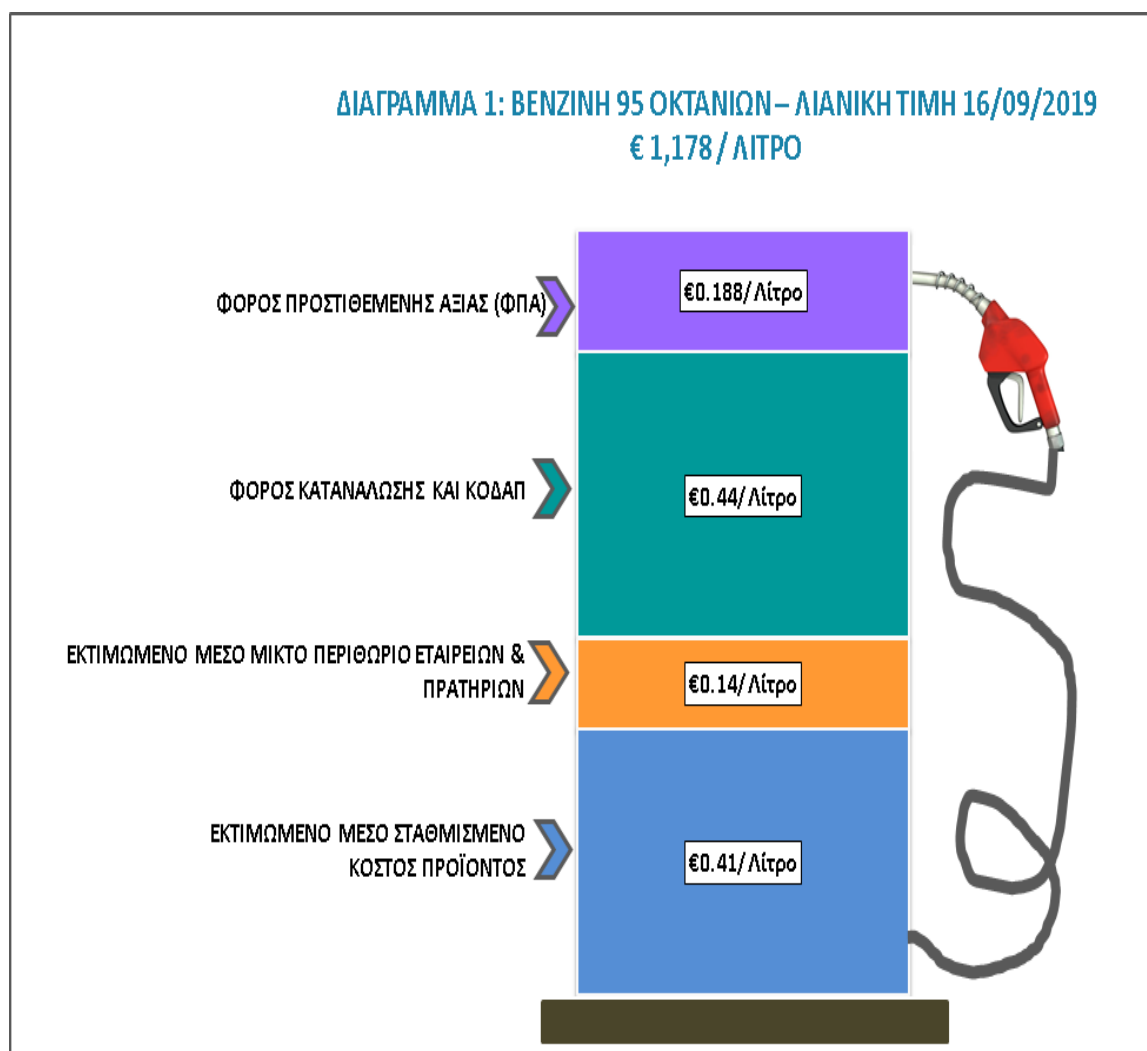 ΔΙΑΓΡΑΜΜΑ 1: ΒΕΝΖΙΝΗ 95 ΟΚΤΑΝΙΩΝ – ΛΙΑΝΙΚΗ ΤΙΜΗ 16/09/2019
€ 1,178 / ΛΙΤΡΟ
ΦΟΡΟΣ ΠΡΟΣΤΙΘΕΜΕΝΗΣ ΑΞΙΑΣ (ΦΠΑ)
€0.188/ Λίτρο
ΦΟΡΟΣ ΚΑΤΑΝΑΛΩΣΗΣ ΚΑΙ ΚΟΔΑΠ
€0.44/ Λίτρο
ΕΚΤΙΜΩΜΕΝΟ ΜΕΣΟ ΜΙΚΤΟ ΠΕΡΙΘΩΡΙΟ ΕΤΑΙΡΕΙΩΝ &
ΠΡΑΤΗΡΙΩΝ
€0.14/ Λίτρο
ΕΚΤΙΜΩΜΕΝΟ ΜΕΣΟ ΣΤΑΘΜΙΣΜΕΝΟ
ΚΟΣΤΟΣ ΠΡΟΪΟΝΤΟΣ
€0.41/ Λίτρο